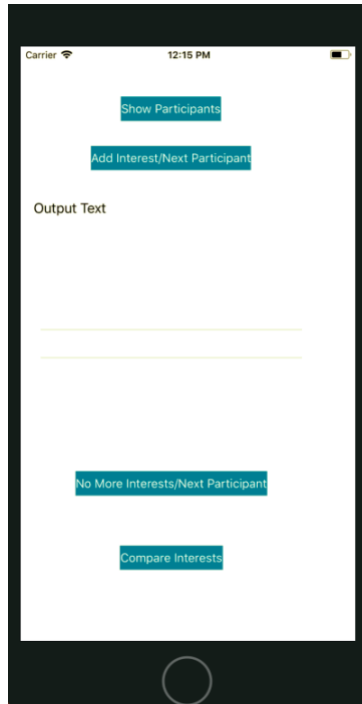 Carrier 12:15 PM
Show Participants
Add Interest/Next Participant
Output Text
No More Interests/Next Participant
Compare Interests